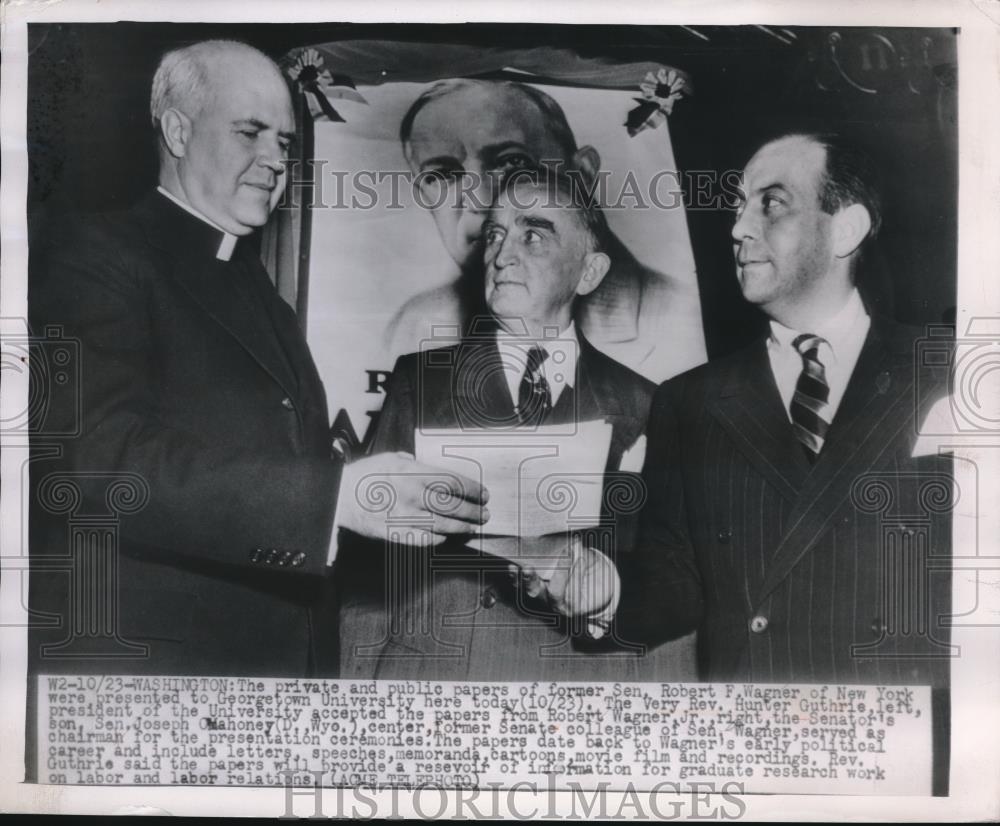 HISTORIC IMAGES
R
W2-10/23-WASHINGTON:The private and public papers of former Sen. Robert F.Wagner of New York
were presented to Georgetown University here today(10/23). The Very Rev. Hunter Guthrie,left,
president of the University accepted the papers from Robert Wagner,Jr.,right,the Senator's
son. Sen.Joseph O'Mahoney(D.,Wyo.),center,former Senate colleague of Sen. Wagner,served as
chairman for the presentation ceremonies.The papers date back to Wagner's early political
career and include letters, speeches,memoranda,cartoons,movie film and recordings. Rev.
Guthrie said the papers will provide a resevoir of information for graduate research work
on labor and labor relations. (ACME TELEPHOTO)
HISTORIC IMAGES